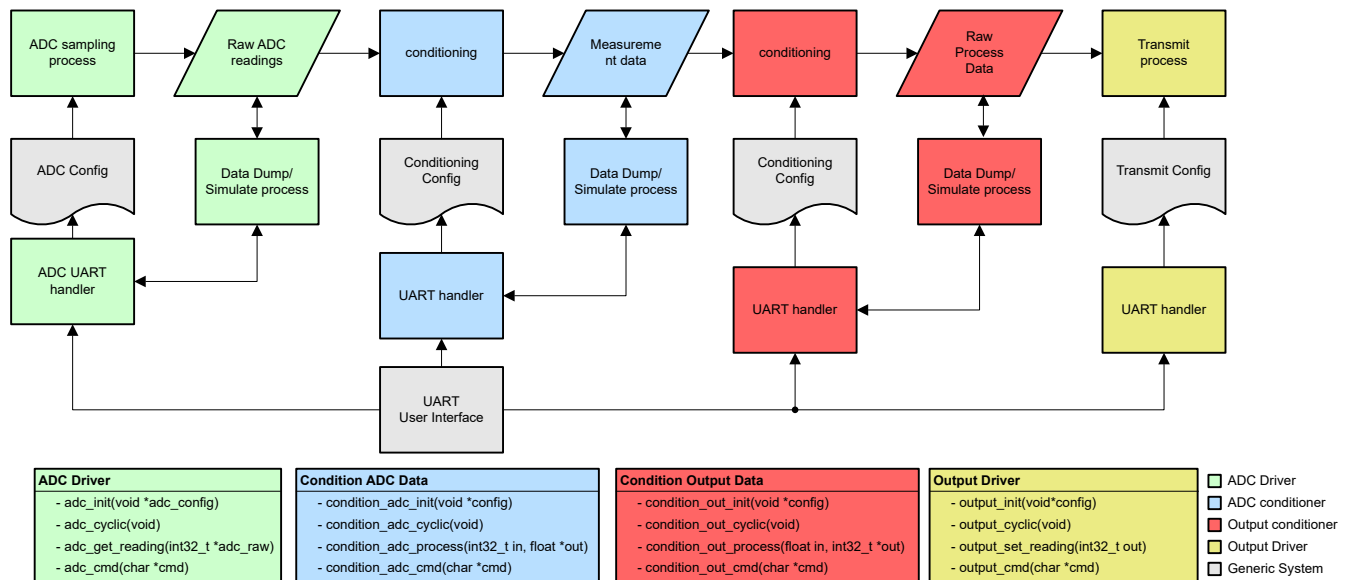 ADC sampling
process
Raw ADC
readings
conditioning
Measureme
nt data
conditioning
Raw
Process
Data
Transmit
process
ADC Config
Data Dump/
Simulate process
Conditioning
Config
Data Dump/
Simulate process
Conditioning
Config
Data Dump/
Simulate process
Transmit Config
ADC UART
handler
UART handler
UART handler
UART handler
UART
User Interface
ADC Driver
- adc_init(void *adc_config)
- adc_cyclic(void)
- adc_get_reading(int32_t *adc_raw)
- adc_cmd(char *cmd)
Condition ADC Data
- condition_adc_init(void *config)
- condition_adc_cyclic(void)
- condition_adc_process(int32_t in, float *out)
- condition_adc_cmd(char *cmd)
Condition Output Data
- condition_out_init(void *config)
- condition_out_cyclic(void)
- condition_out_process(float in, int32_t *out)
- condition_out_cmd(char *cmd)
Output Driver
- output_init(void*config)
- output_cyclic(void)
- output_set_reading(int32_t out)
- output_cmd(char *cmd)
ADC Driver
ADC conditioner
Output conditioner
Output Driver
Generic System